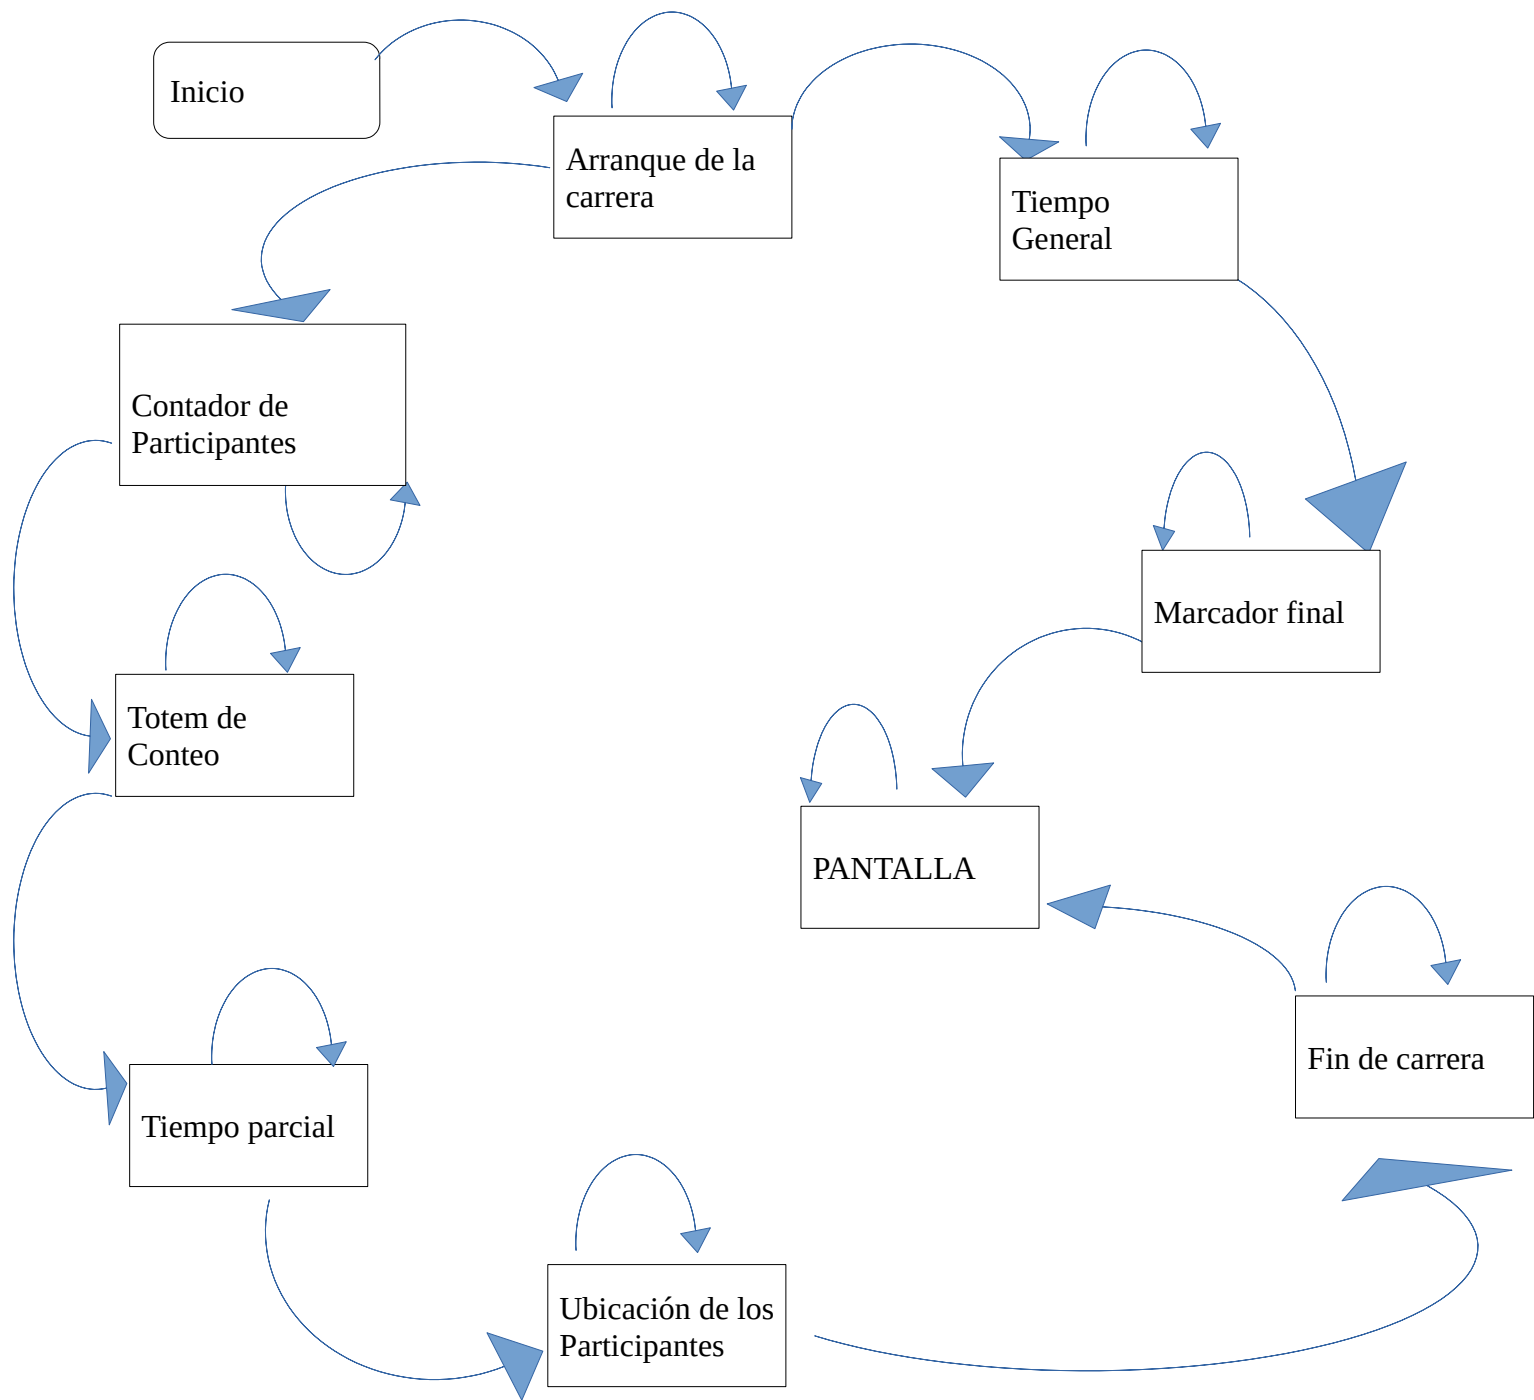 Inicio
Arranque de la
carrera
Tiempo
General
Contador de
Participantes
Marcador final
Totem de
Conteo
PANTALLA
Fin de carrera
Tiempo parcial
Ubicación de los
Participantes